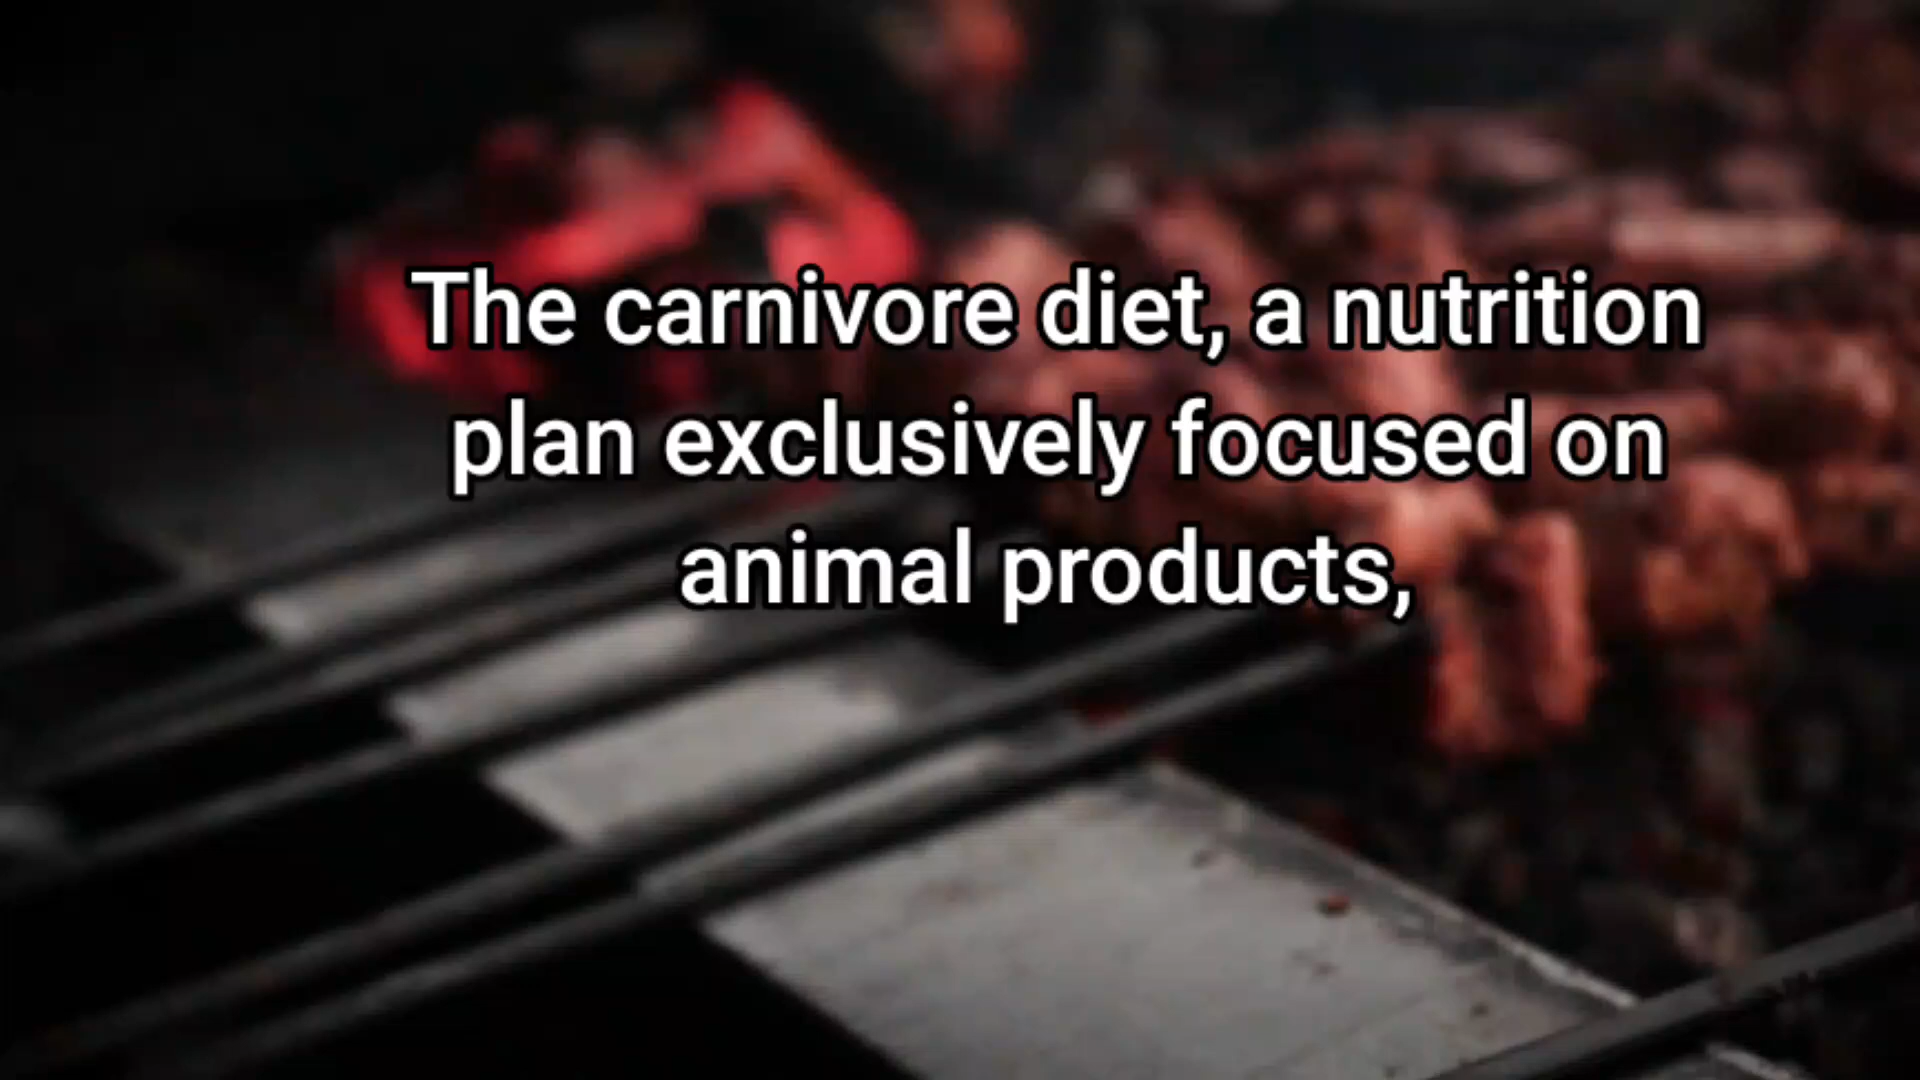 The carnivore diet, a nutrition
plan exclusively focused on
animal products,